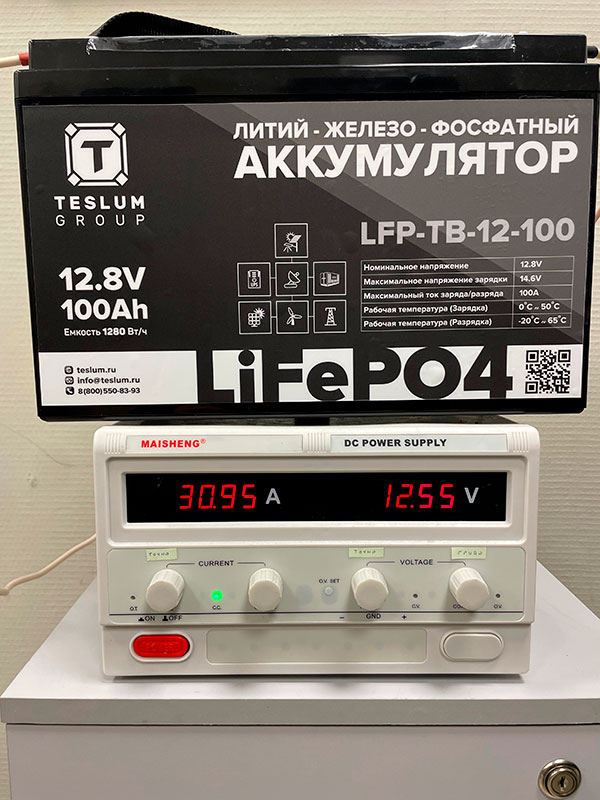 ЛИТИЙ - ЖЕЛЕЗО - ФОСФАТНЫЙ
АККУМУЛЯТОР
T
TESLUM
GROUP
LFP-TB-12-100
12.8V
100Ah
Емкость 1280 Вт/ч
Номинальное напряжение 12.8V
Максимальное напряжение зарядки 14.6V
Максимальный ток заряда/разряда 100A
Рабочая температура (Зарядка) 0°C ~ 50°C
Рабочая температура (Разрядка) -20°C ~ 65°C
teslum.ru
info@teslum.ru
8(800)550-83-93
LiFePO4
MAISHENG® DC POWER SUPPLY
30.95 A 12.55 V
точно точно грубо
CURRENT VOLTAGE
O.V. SET
O.T. C.C. C.V. O.V.
ON OFF − GND +